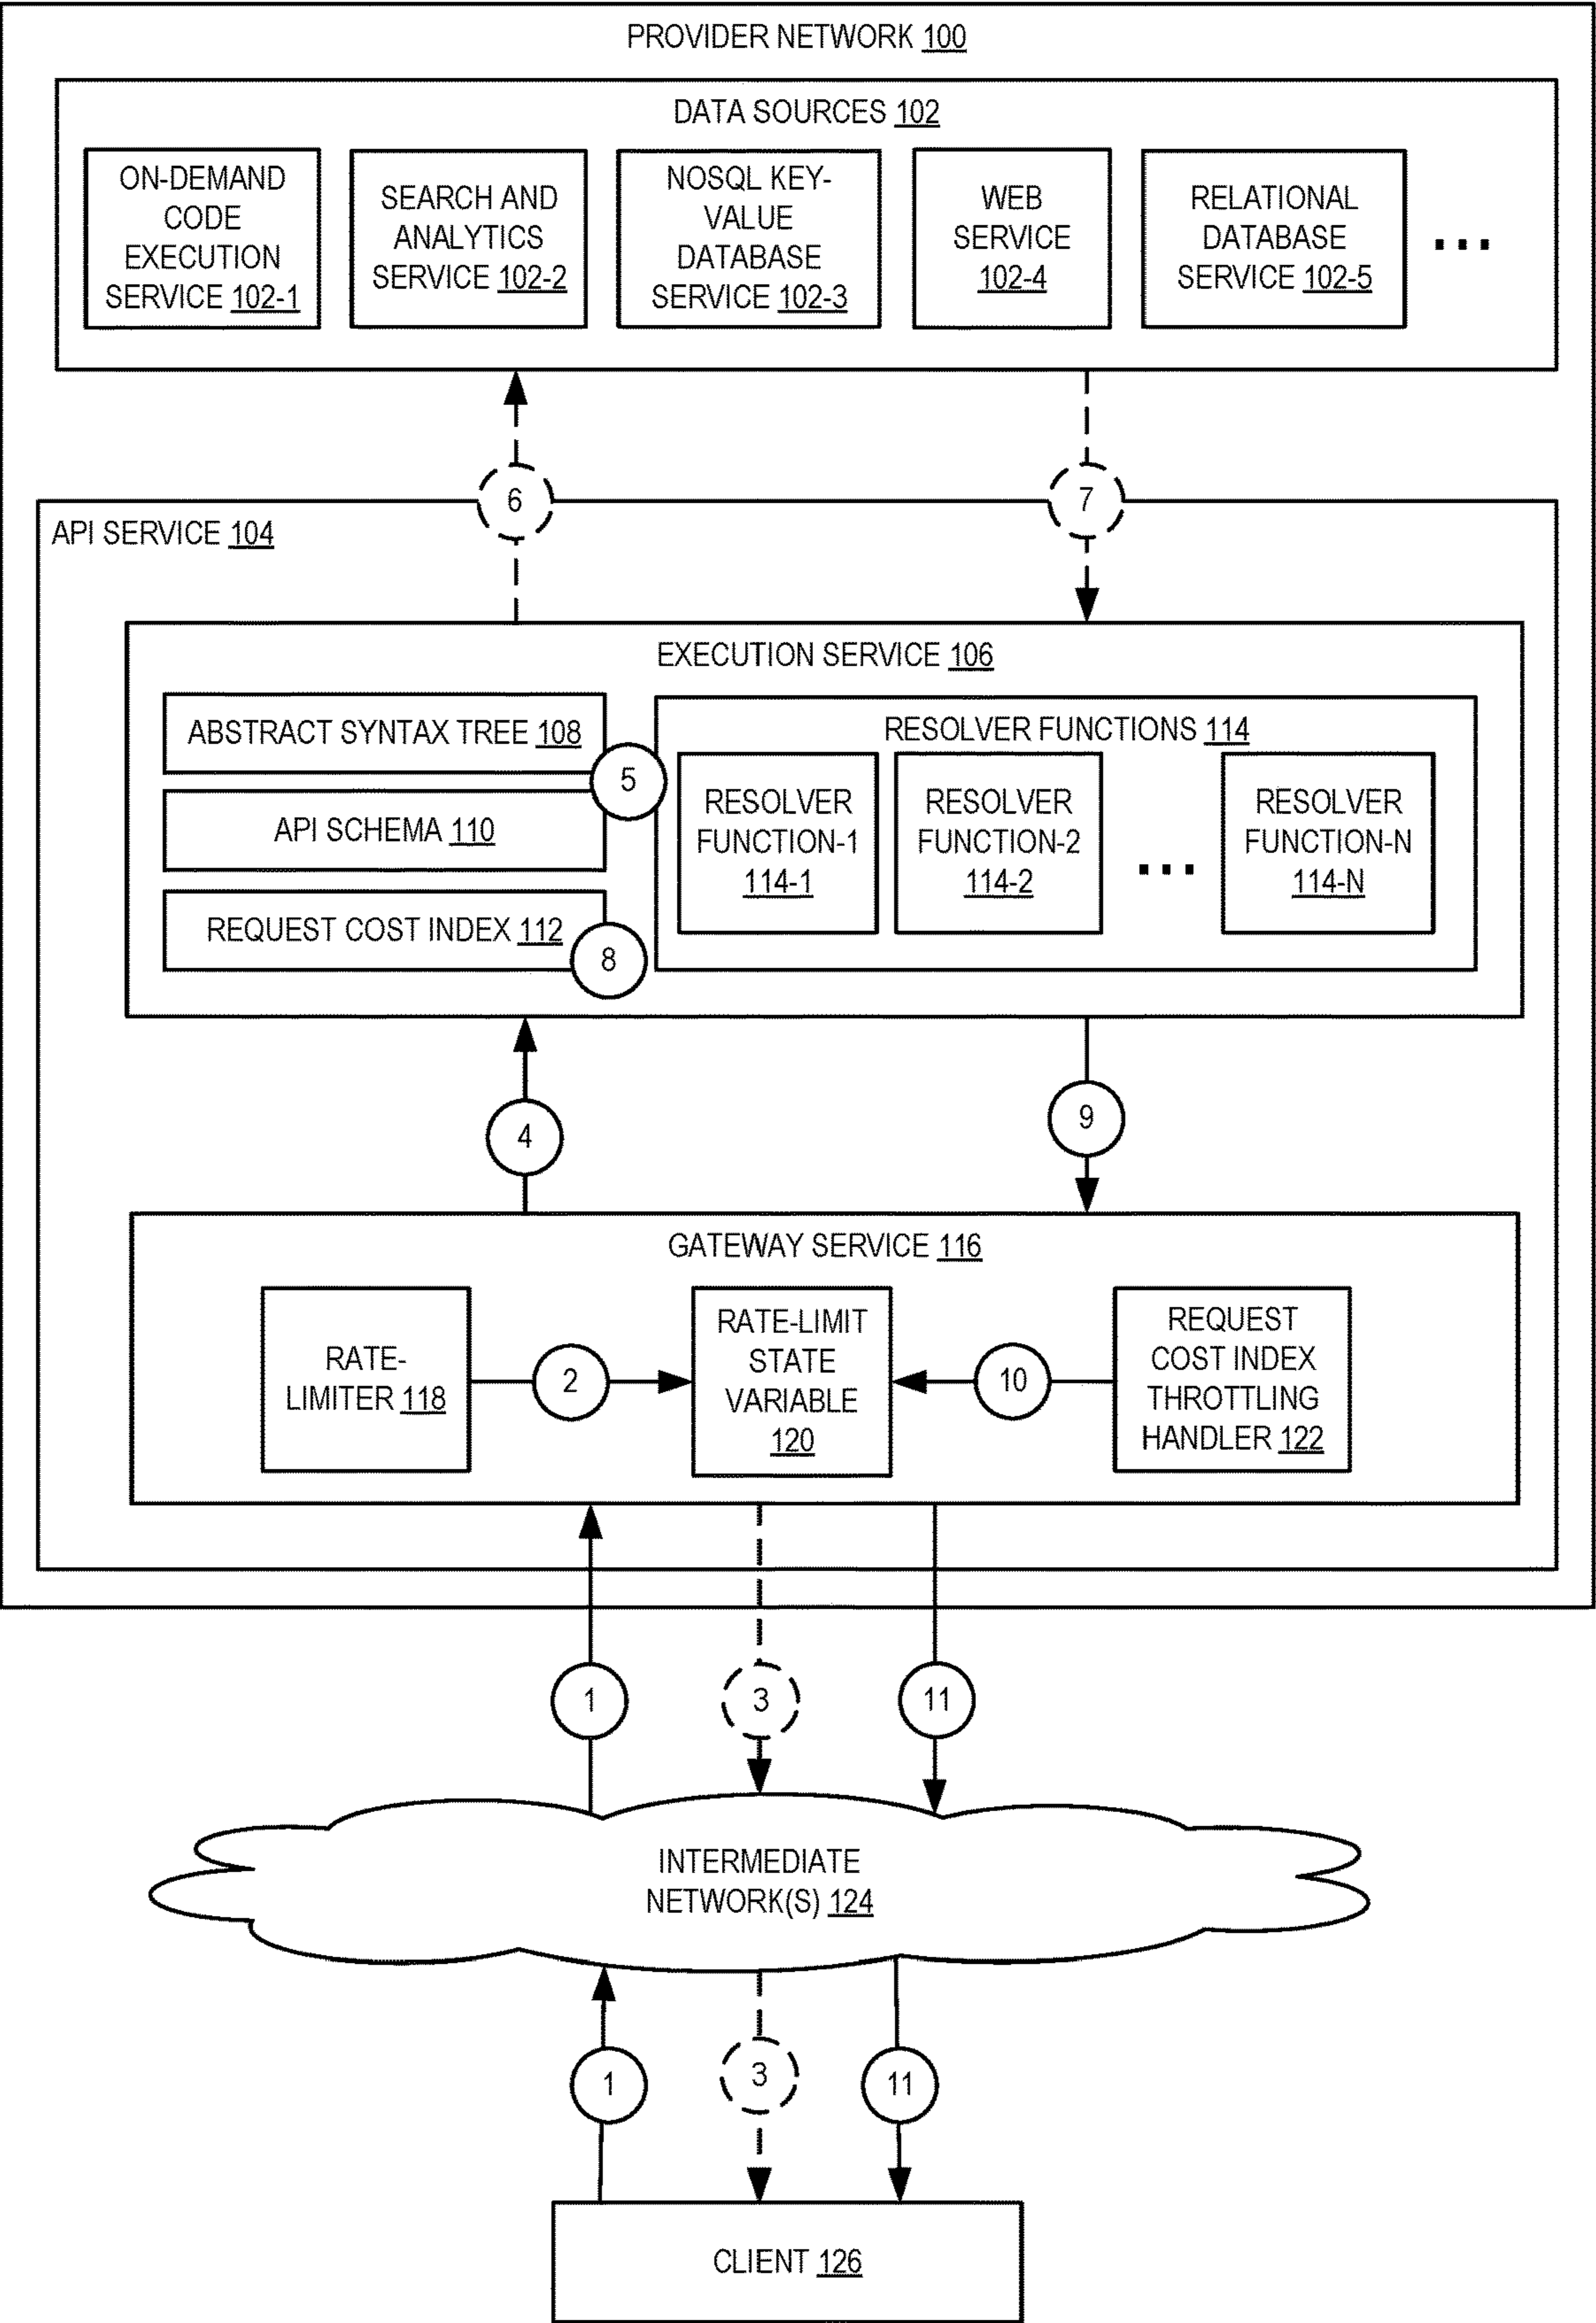 PROVIDER NETWORK 100
DATA SOURCES 102
ON-DEMAND
CODE
EXECUTION
SERVICE 102-1
SEARCH AND
ANALYTICS
SERVICE 102-2
NOSQL KEY-
VALUE
DATABASE
SERVICE 102-3
WEB
SERVICE
102-4
RELATIONAL
DATABASE
SERVICE 102-5
...
6
7
API SERVICE 104
EXECUTION SERVICE 106
ABSTRACT SYNTAX TREE 108
5
API SCHEMA 110
REQUEST COST INDEX 112
8
RESOLVER FUNCTIONS 114
RESOLVER
FUNCTION-1
114-1
RESOLVER
FUNCTION-2
114-2
...
RESOLVER
FUNCTION-N
114-N
4
9
GATEWAY SERVICE 116
RATE-
LIMITER 118
2
RATE-LIMIT
STATE
VARIABLE
120
10
REQUEST
COST INDEX
THROTTLING
HANDLER 122
1
3
11
INTERMEDIATE
NETWORK(S) 124
1
3
11
CLIENT 126